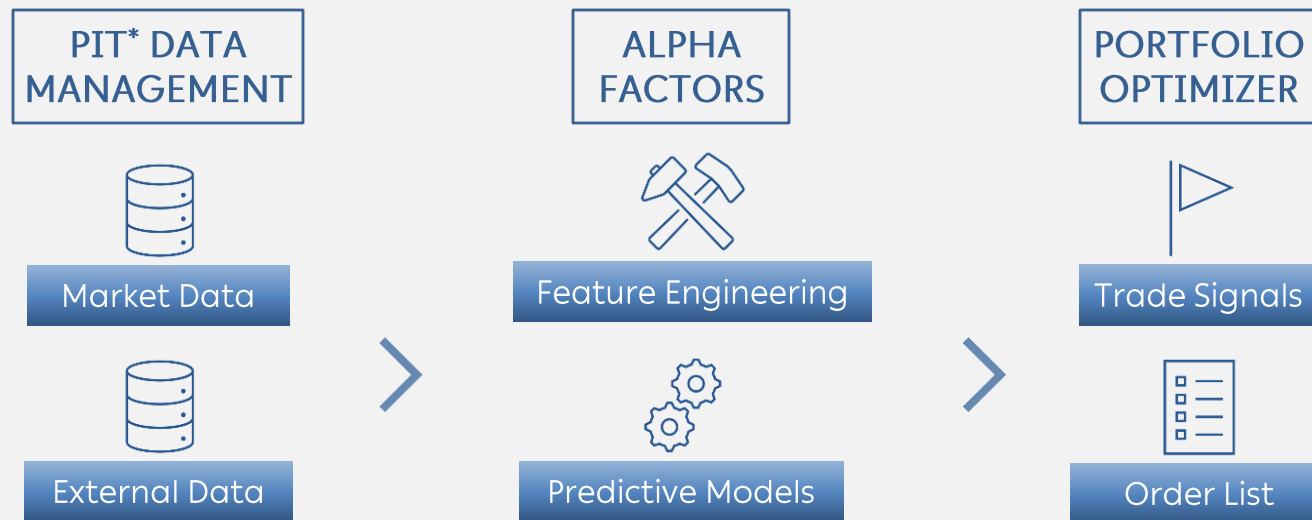 PIT* DATA
MANAGEMENT
Market Data
External Data
ALPHA
FACTORS
Feature Engineering
Predictive Models
PORTFOLIO
OPTIMIZER
Trade Signals
Order List